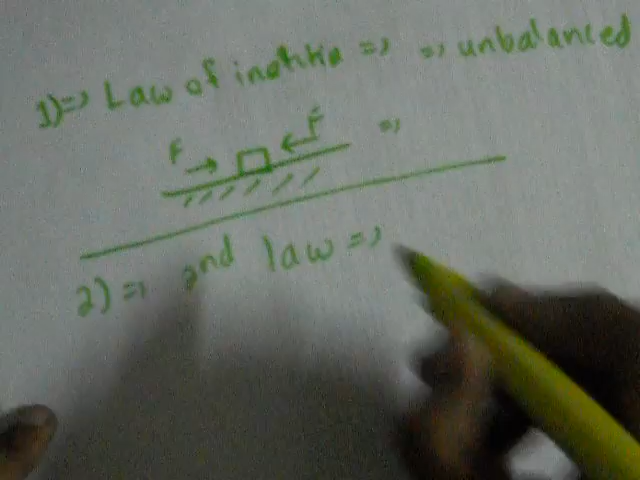 1) => Law of inertia => => unbalanced
F → ← F =>
2) => 2nd law =>